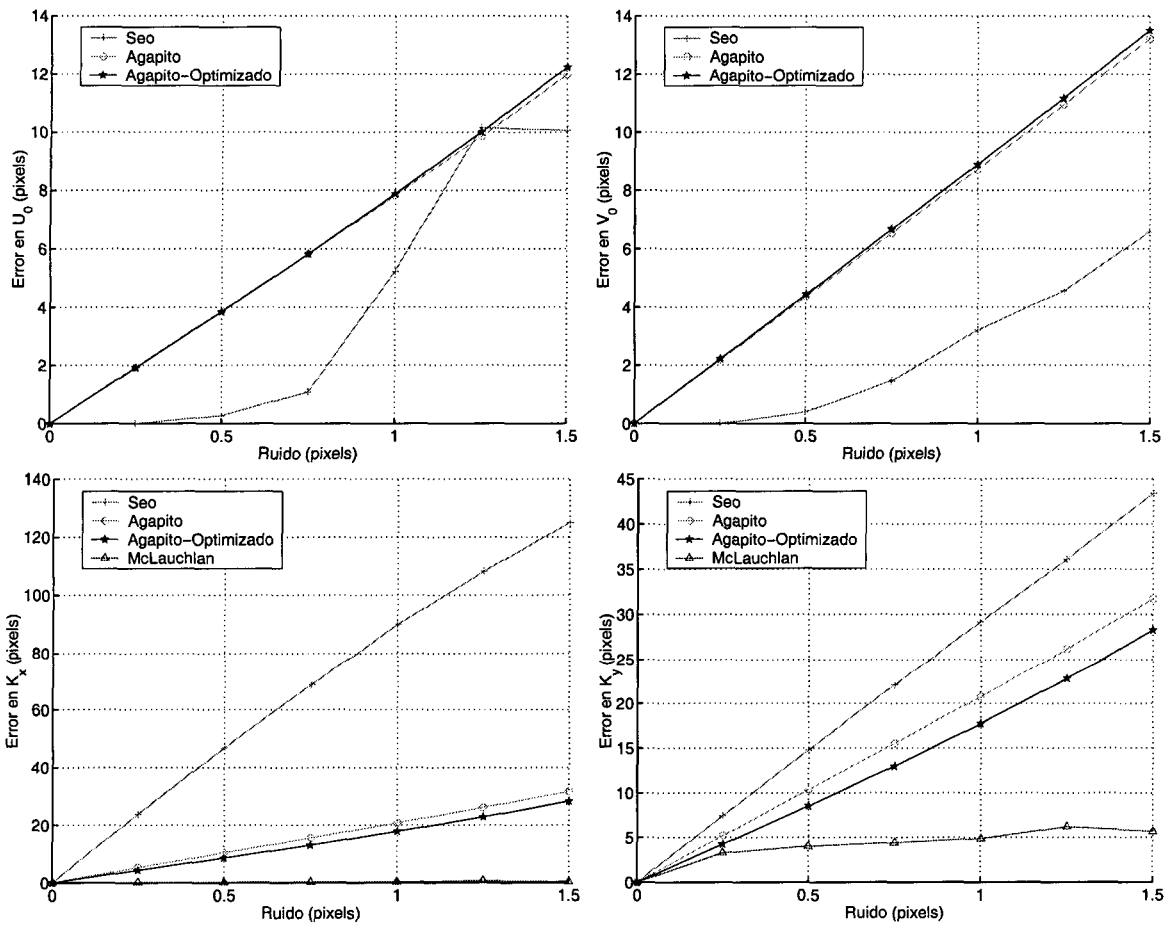 14
12
10
8
6
4
2
0
Error en U0 (pixels)
Seo
Agapito
Agapito-Optimizado
0 0.5 1 1.5
Ruido (pixels)
14
12
10
8
6
4
2
0
Error en V0 (pixels)
Seo
Agapito
Agapito-Optimizado
0 0.5 1 1.5
Ruido (pixels)
140
120
100
80
60
40
20
0
Error en Kx (pixels)
Seo
Agapito
Agapito-Optimizado
McLauchlan
0 0.5 1 1.5
Ruido (pixels)
45
40
35
30
25
20
15
10
5
0
Error en Ky (pixels)
Seo
Agapito
Agapito-Optimizado
McLauchlan
0 0.5 1 1.5
Ruido (pixels)